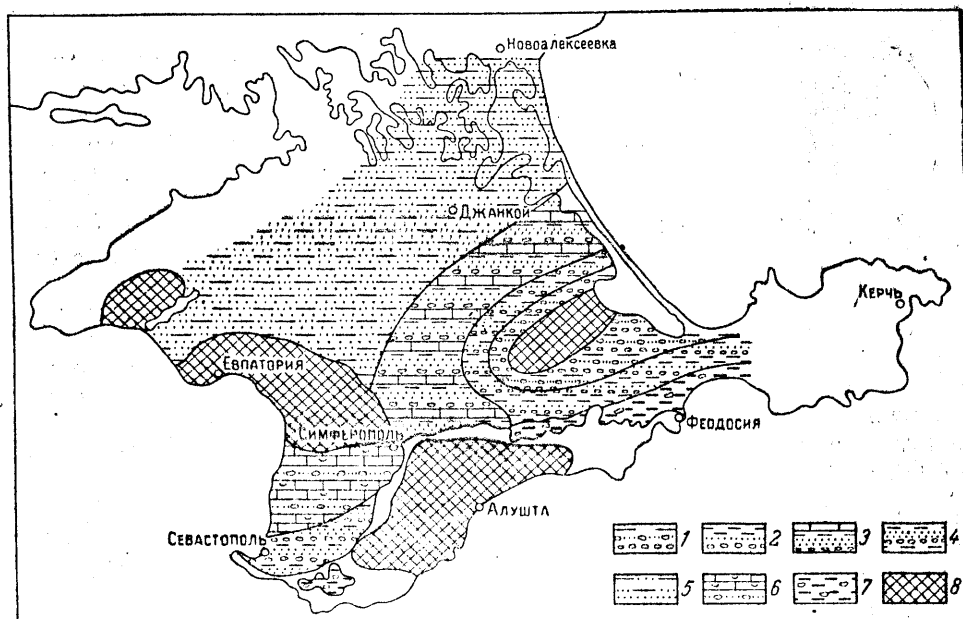 Новоалексеевка
Джанкой
Керчь
Евпатория
Симферополь
Феодосия
Алушта
Севастополь
1 2 3 4
5 6 7 8